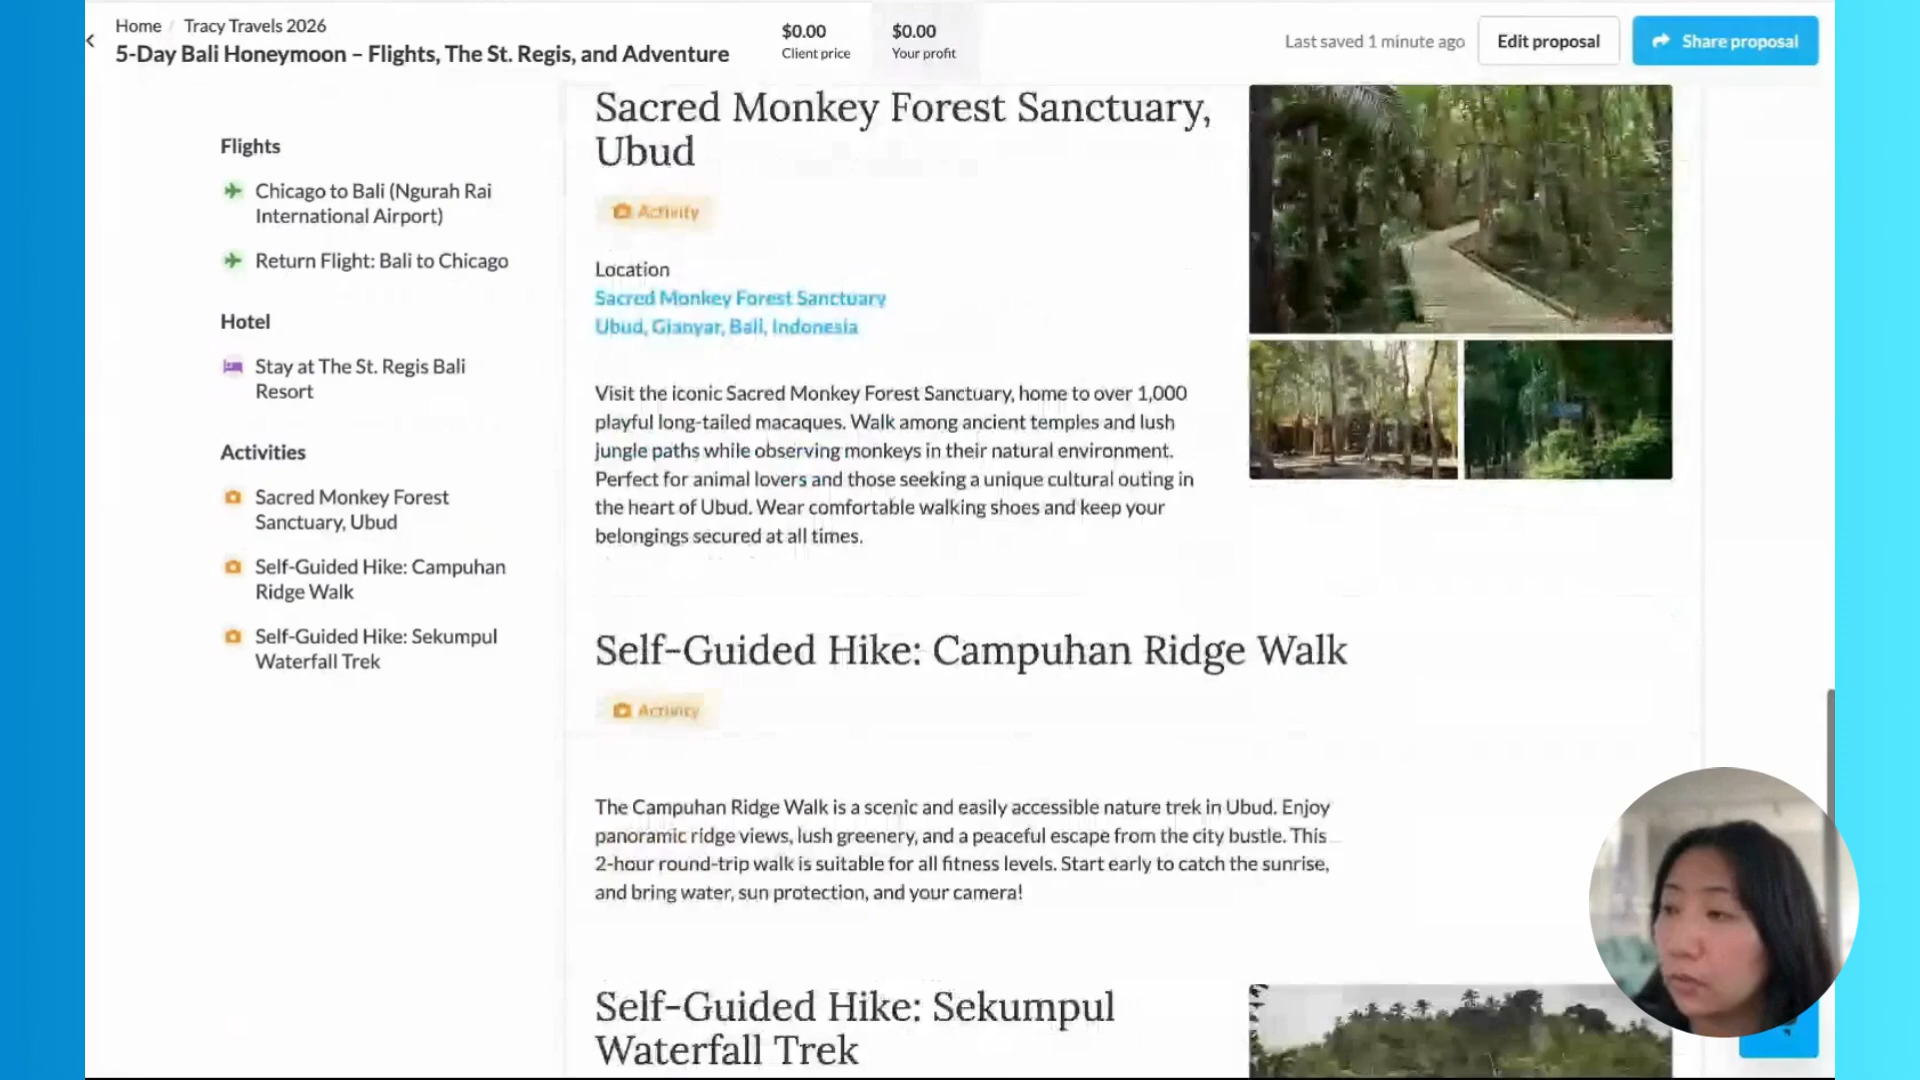 Home / Tracy Travels 2026
5-Day Bali Honeymoon – Flights, The St. Regis, and Adventure
$0.00
Client price
$0.00
Your profit
Last saved 1 minute ago
Edit proposal
Share proposal
Flights
Chicago to Bali (Ngurah Rai
International Airport)
Return Flight: Bali to Chicago
Hotel
Stay at The St. Regis Bali
Resort
Activities
Sacred Monkey Forest
Sanctuary, Ubud
Self-Guided Hike: Campuhan
Ridge Walk
Self-Guided Hike: Sekumpul
Waterfall Trek
Sacred Monkey Forest Sanctuary,
Ubud
Activity
Location
Sacred Monkey Forest Sanctuary
Ubud, Gianyar, Bali, Indonesia
Visit the iconic Sacred Monkey Forest Sanctuary, home to over 1,000
playful long-tailed macaques. Walk among ancient temples and lush
jungle paths while observing monkeys in their natural environment.
Perfect for animal lovers and those seeking a unique cultural outing in
the heart of Ubud. Wear comfortable walking shoes and keep your
belongings secured at all times.
Self-Guided Hike: Campuhan Ridge Walk
Activity
The Campuhan Ridge Walk is a scenic and easily accessible nature trek in Ubud. Enjoy
panoramic ridge views, lush greenery, and a peaceful escape from the city bustle. This
2-hour round-trip walk is suitable for all fitness levels. Start early to catch the sunrise,
and bring water, sun protection, and your camera!
Self-Guided Hike: Sekumpul
Waterfall Trek